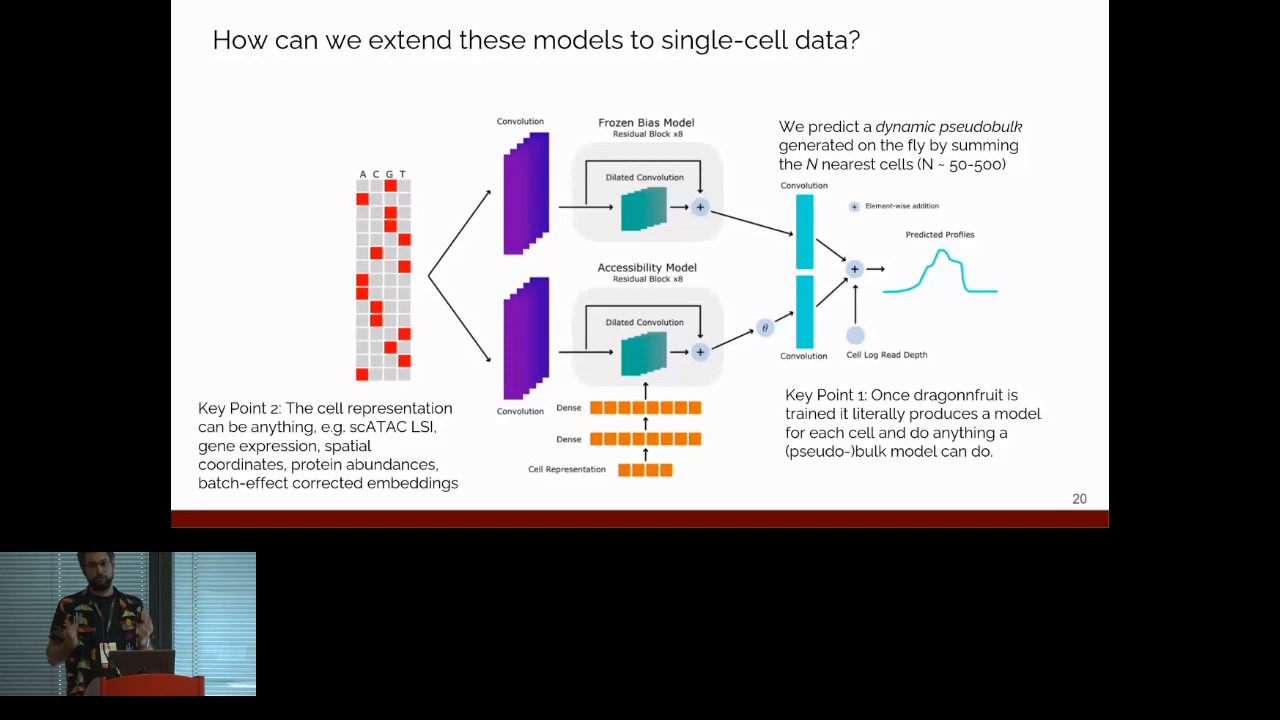 How can we extend these models to single-cell data?
Convolution
Frozen Bias Model
Residual Block x8
Dilated Convolution
+
We predict a dynamic pseudobulk
generated on the fly by summing
the N nearest cells (N ~ 50-500)
Convolution
+ Element-wise addition
Predicted Profiles
A C G T
Accessibility Model
Residual Block x8
Dilated Convolution
+
θ
+
Convolution
Cell Log Read Depth
Convolution
Dense
Dense
Cell Representation
Key Point 2: The cell representation
can be anything, e.g. scATAC LSI,
gene expression, spatial
coordinates, protein abundances,
batch-effect corrected embeddings
Key Point 1: Once dragonnfruit is
trained it literally produces a model
for each cell and do anything a
(pseudo-)bulk model can do.
20